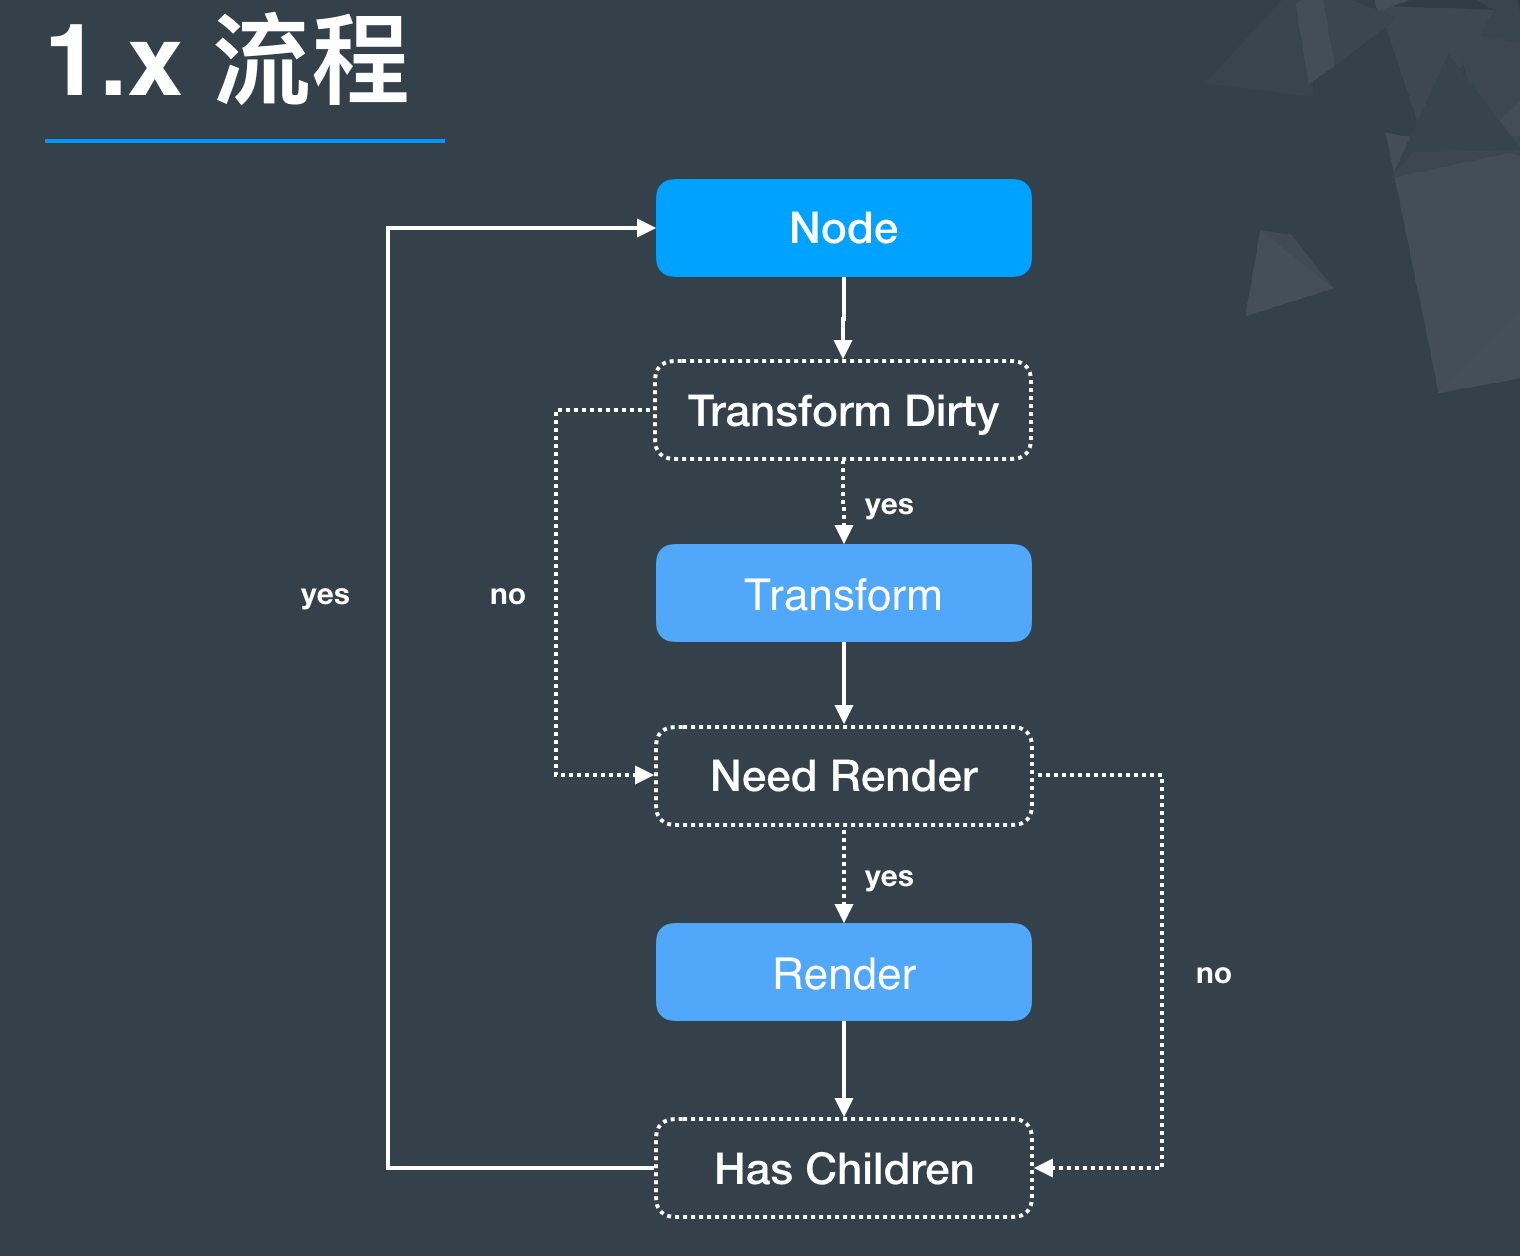 1.x 流程
Node
Transform Dirty
yes
yes
no
Transform
Need Render
yes
Render
no
Has Children